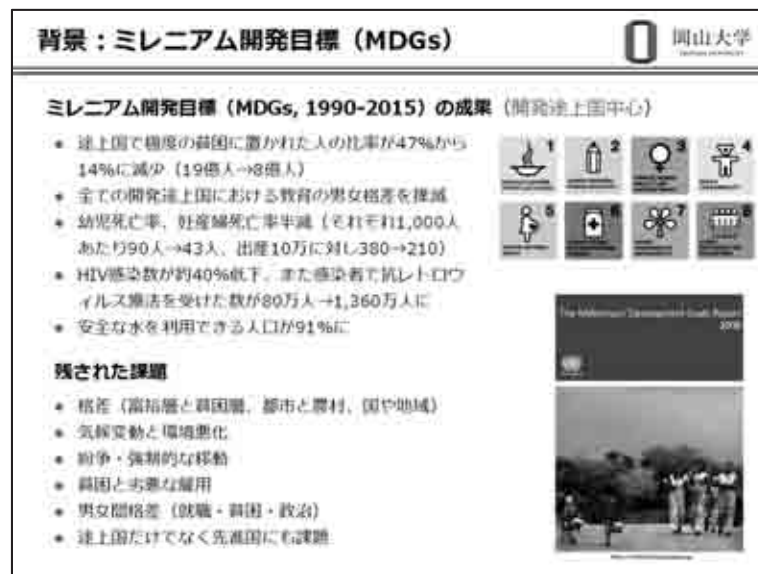 背景：ミレニアム開発目標（MDGs）
岡山大学
ミレニアム開発目標（MDGs, 1990-2015）の成果（開発途上国中心）
● 途上国で極度の貧困に置かれた人の比率が47%から
14%に減少（19億人→8億人）
● 全ての開発途上国における教育の男女格差を撲滅
● 幼児死亡率、妊産婦死亡率半減（それぞれ1,000人
あたり90人→43人、出産10万に対し380→210）
● HIV感染数が約40%低下、また感染者で抗レトロウ
ィルス療法を受けた数が80万人→1,360万人に
● 安全な水を利用できる人口が91%に
1 2 3 4
5 6 7 8
The Millennium Development Goals Report
残された課題
● 格差（富裕層と貧困層、都市と農村、国や地域）
● 気候変動と環境悪化
● 紛争・強制的な移動
● 貧困と劣悪な雇用
● 男女間格差（就職・貧困・政治）
● 途上国だけでなく先進国にも課題